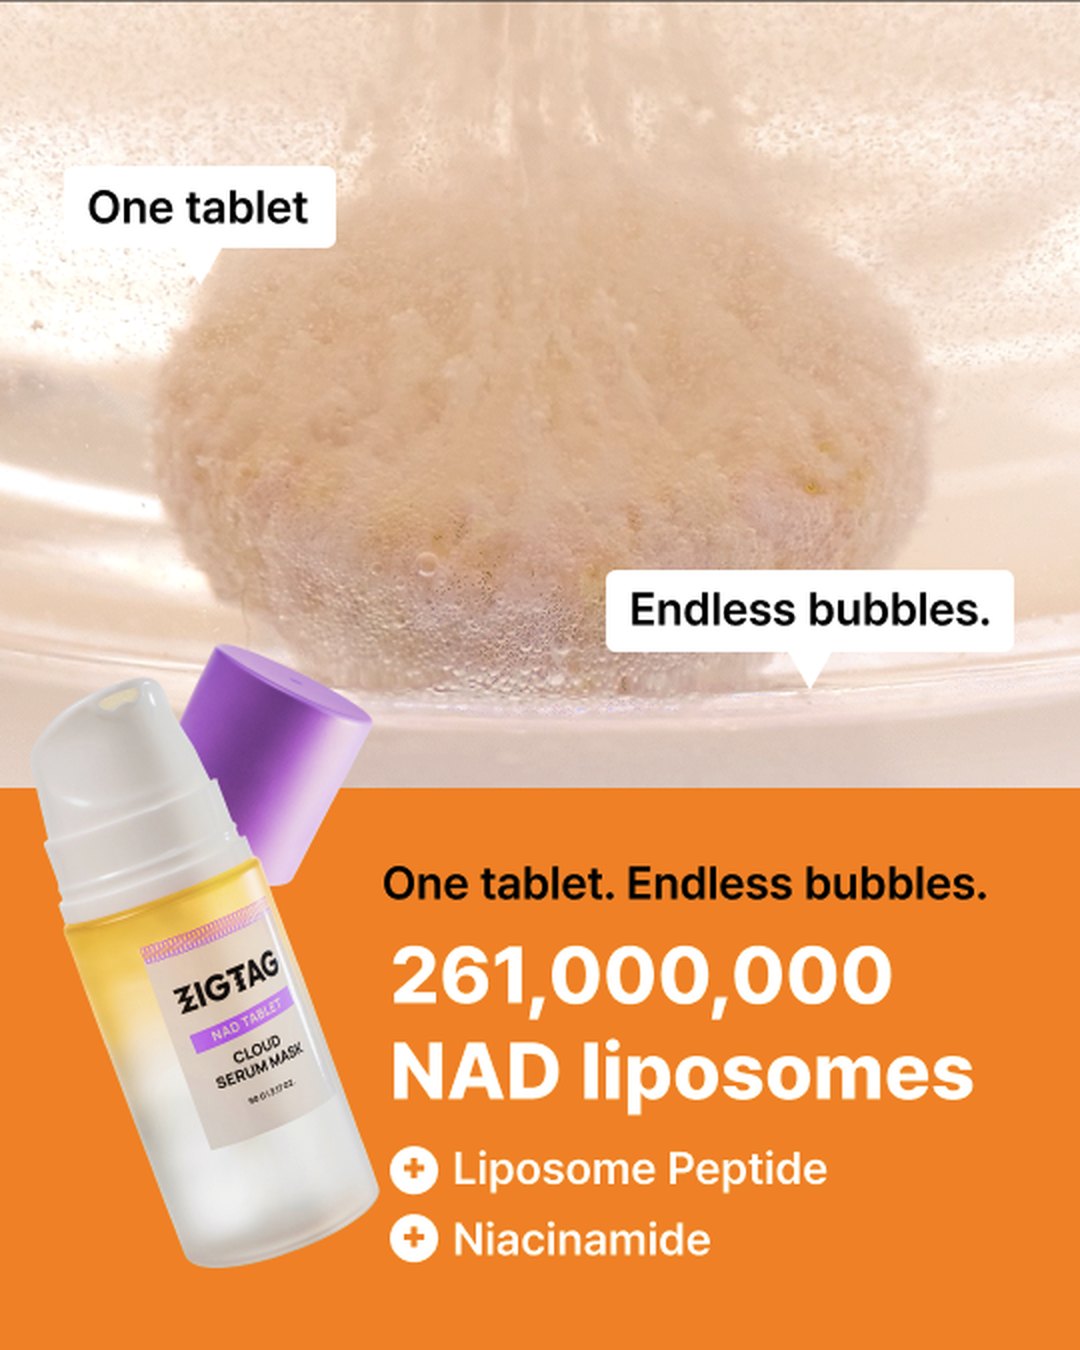 One tablet
Endless bubbles.
One tablet. Endless bubbles.
261,000,000
NAD liposomes
Liposome Peptide
Niacinamide
ZIGTAG
NAD TABLET
CLOUD
SERUM MASK